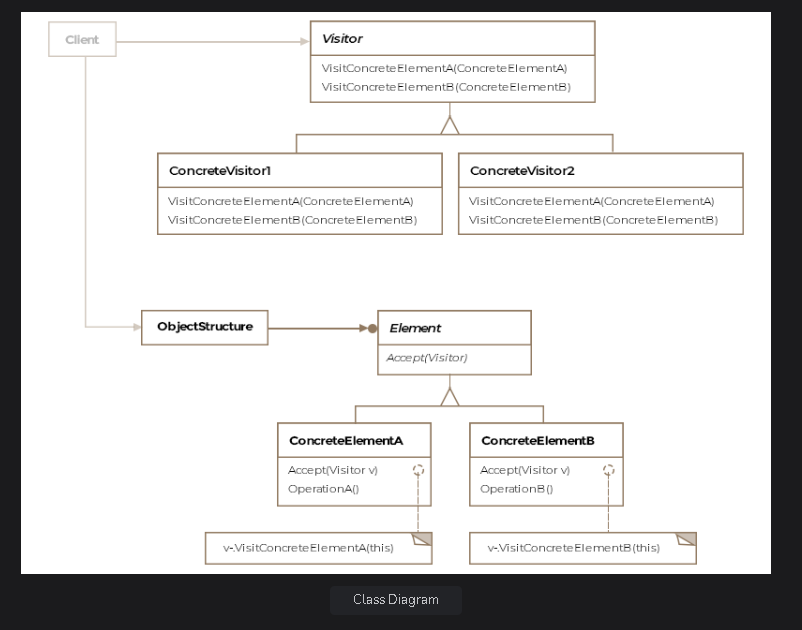 Client
Visitor
VisitConcreteElementA(ConcreteElementA)
VisitConcreteElementB(ConcreteElementB)
ConcreteVisitor1
VisitConcreteElementA(ConcreteElementA)
VisitConcreteElementB(ConcreteElementB)
ConcreteVisitor2
VisitConcreteElementA(ConcreteElementA)
VisitConcreteElementB(ConcreteElementB)
ObjectStructure
Element
Accept(Visitor)
ConcreteElementA
Accept(Visitor v)
OperationA()
ConcreteElementB
Accept(Visitor v)
OperationB()
v-.VisitConcreteElementA(this)
v-.VisitConcreteElementB(this)
Class Diagram